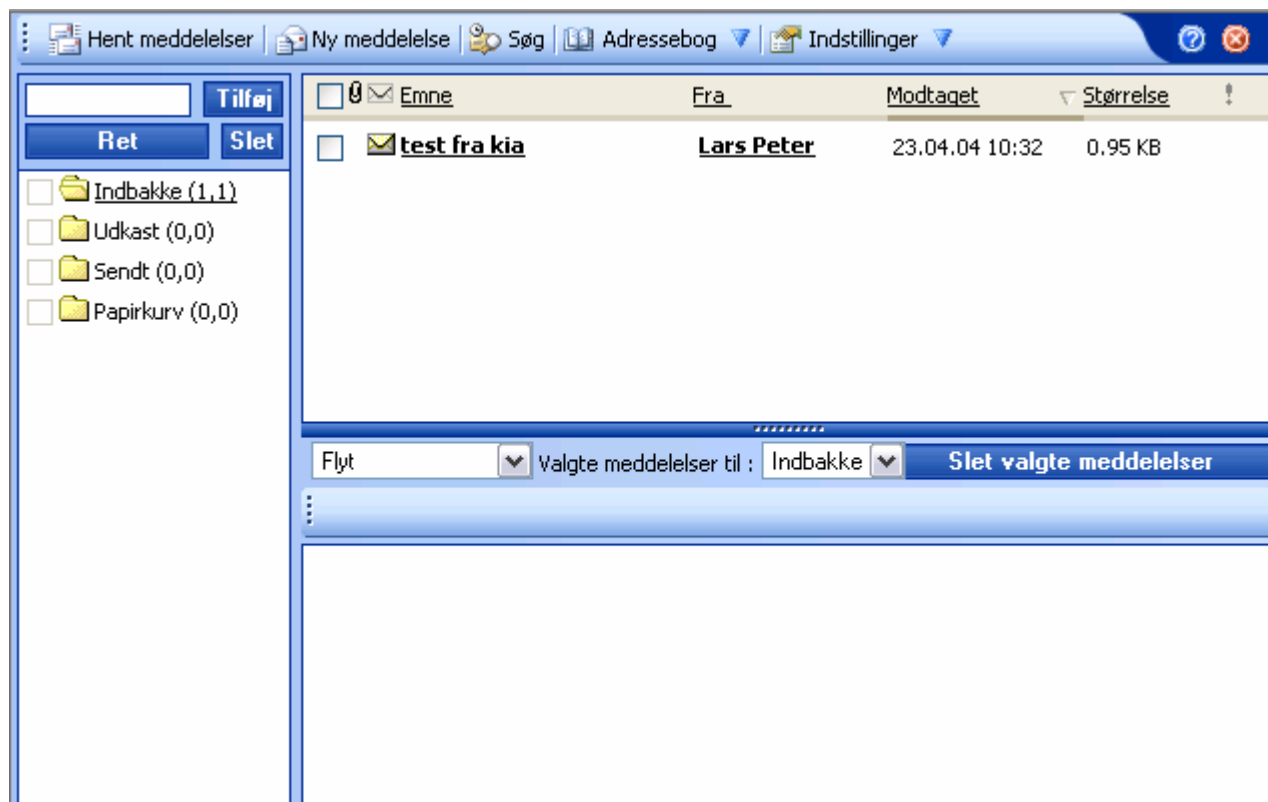 Hent meddelelser Ny meddelelse Søg Adressebog Indstillinger
Tilføj
Ret Slet
Indbakke (1,1)
Udkast (0,0)
Sendt (0,0)
Papirkurv (0,0)
Emne Fra Modtaget Størrelse
test fra kia Lars Peter 23.04.04 10:32 0.95 KB
Flyt Valgte meddelelser til : Indbakke Slet valgte meddelelser